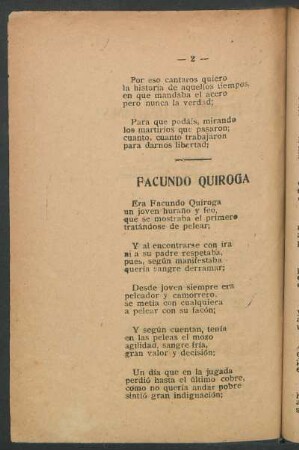 — 2 —
Por eso cantaros quiero
la historia de aquellos tiempos,
en que mandaba el acero
pero nunca la verdad;
Para que podáis, mirando
los martirios que pasaron;
cuanto, cuanto trabajaron
para darnos libertad;
FACUNDO QUIROGA
Era Facundo Quiroga
un joven huraño y feo,
que se mostraba el primero
tratándose de pelear;
Y al encontrarse con ira
ni a su padre respetaba,
pues, según manifestaba
quería sangre derramar;
Desde joven siempre era
peleador y camorrero,
se metía con cualquiera
a pelear con su facón;
Y según cuentan, tenía
en las peleas el mozo
agilidad, sangre fría,
gran valor y decisión;
Un día que en la jugada
perdió hasta el último cobre,
como no quería andar pobre
sintió gran indignación;